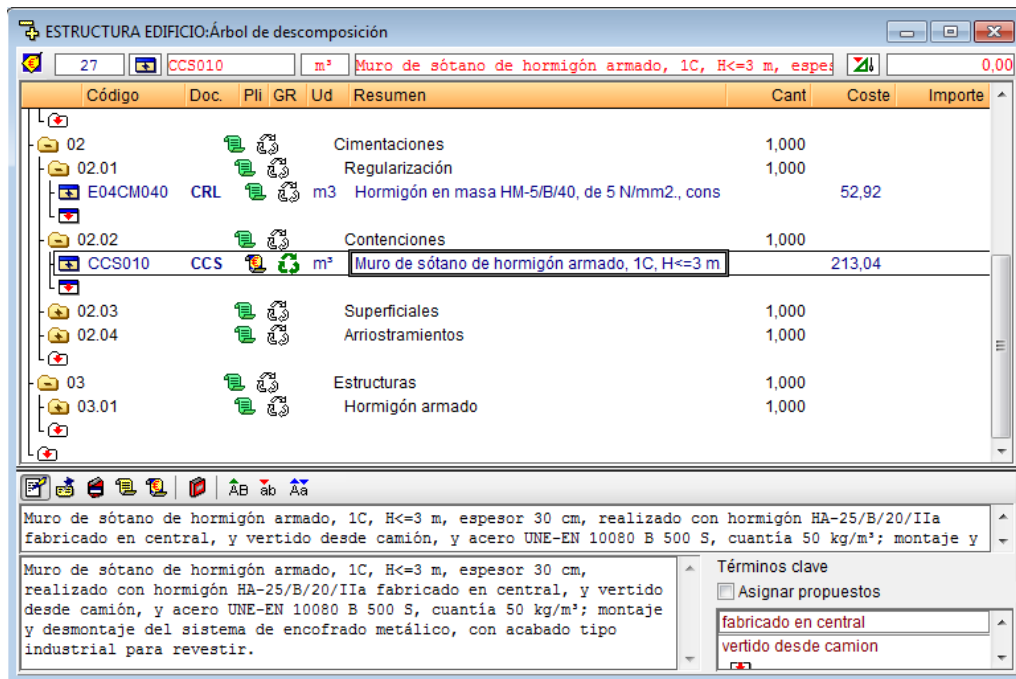 ESTRUCTURA EDIFICIO:Árbol de descomposición
27 CCS010 m³ Muro de sótano de hormigón armado, 1C, H<=3 m, espes 0,00
Código Doc. Pli GR Ud Resumen Cant Coste Importe
02 Cimentaciones 1,000
02.01 Regularización 1,000
E04CM040 CRL m3 Hormigón en masa HM-5/B/40, de 5 N/mm2., cons 52,92
02.02 Contenciones 1,000
CCS010 CCS m³ Muro de sótano de hormigón armado, 1C, H<=3 m 213,04
02.03 Superficiales 1,000
02.04 Arriostramientos 1,000
03 Estructuras 1,000
03.01 Hormigón armado 1,000
ÂB ab Aä
Muro de sótano de hormigón armado, 1C, H<=3 m, espesor 30 cm, realizado con hormigón HA-25/B/20/IIa
fabricado en central, y vertido desde camión, y acero UNE-EN 10080 B 500 S, cuantía 50 kg/m³; montaje y
Muro de sótano de hormigón armado, 1C, H<=3 m, espesor 30 cm,
realizado con hormigón HA-25/B/20/IIa fabricado en central, y vertido
desde camión, y acero UNE-EN 10080 B 500 S, cuantía 50 kg/m³; montaje
y desmontaje del sistema de encofrado metálico, con acabado tipo
industrial para revestir.
Términos clave
Asignar propuestos
fabricado en central
vertido desde camion